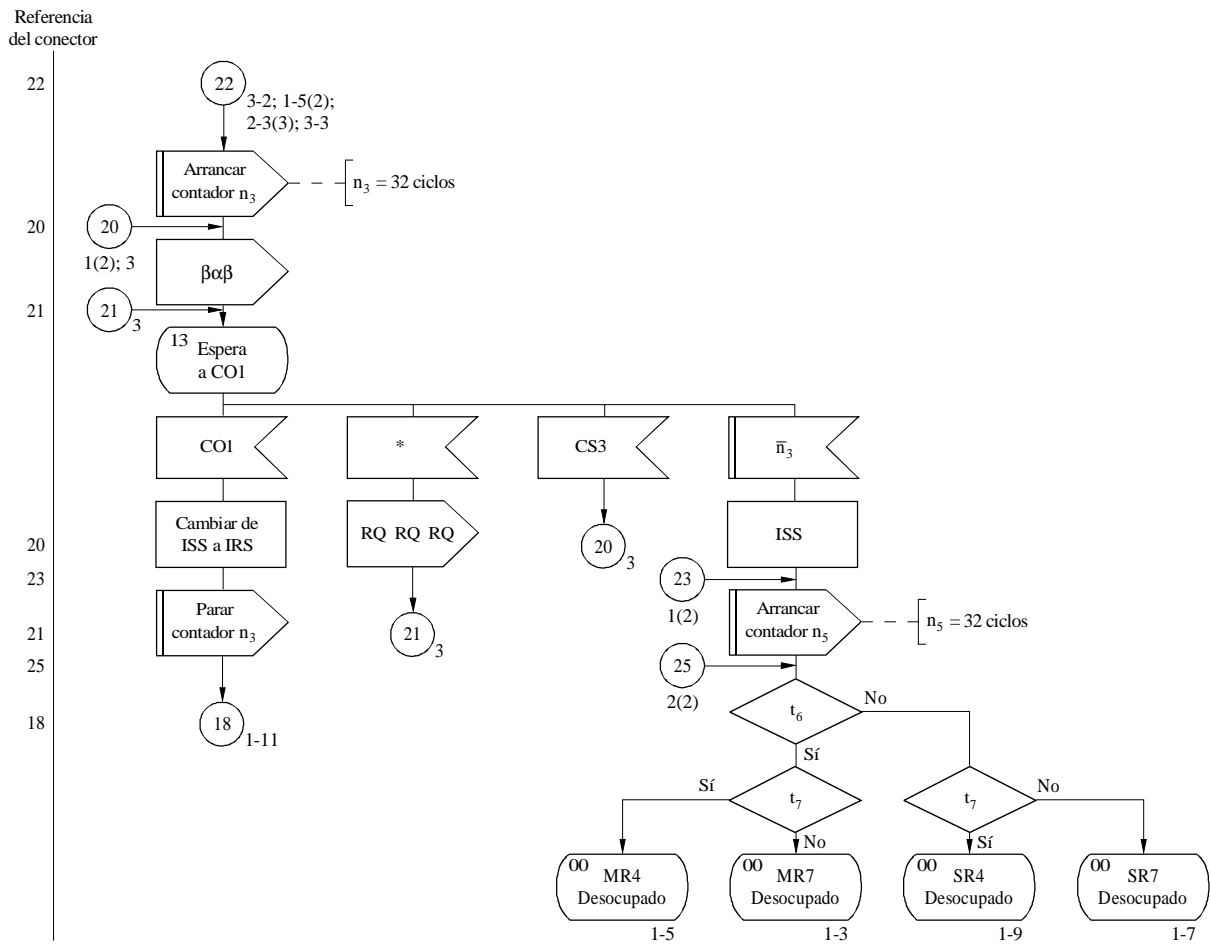 Referencia
del conector
22
22
3-2; 1-5(2);
2-3(3); 3-3
Arrancar
contador n3
n3 = 32 ciclos
20
20
1(2); 3
βαβ
21
21
3
13
Espera
a CO1
CO1
*
CS3
n̅3
Cambiar de
ISS a IRS
RQ RQ RQ
ISS
20
20
3
23
23
1(2)
Parar
contador n3
21
21
3
Arrancar
contador n5
n5 = 32 ciclos
25
25
2(2)
18
18
1-11
t6
No
Sí
t7
Sí
No
t7
No
Sí
00
MR4
Desocupado
1-5
00
MR7
Desocupado
1-3
00
SR4
Desocupado
1-9
00
SR7
Desocupado
1-7